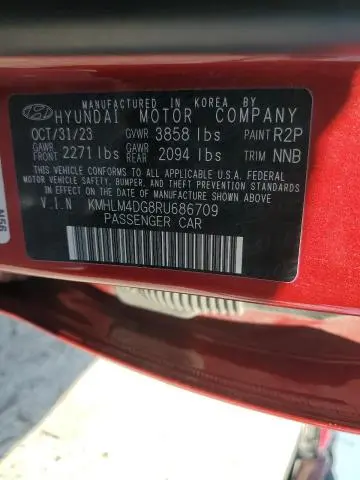 MANUFACTURED IN KOREA BY
HYUNDAI MOTOR COMPANY
OCT/31/23 GVWR 3858 lbs PAINT R2P
GAWR FRONT 2271 lbs GAWR REAR 2094 lbs TRIM NNB
THIS VEHICLE CONFORMS TO ALL APPLICABLE U.S.A. FEDERAL
MOTOR VEHICLE SAFETY, BUMPER, AND THEFT PREVENTION STANDARDS
IN EFFECT ON THE DATE OF MANUFACTURE SHOWN ABOVE.
V.I.N KMHLM4DG8RU686709
PASSENGER CAR
N56